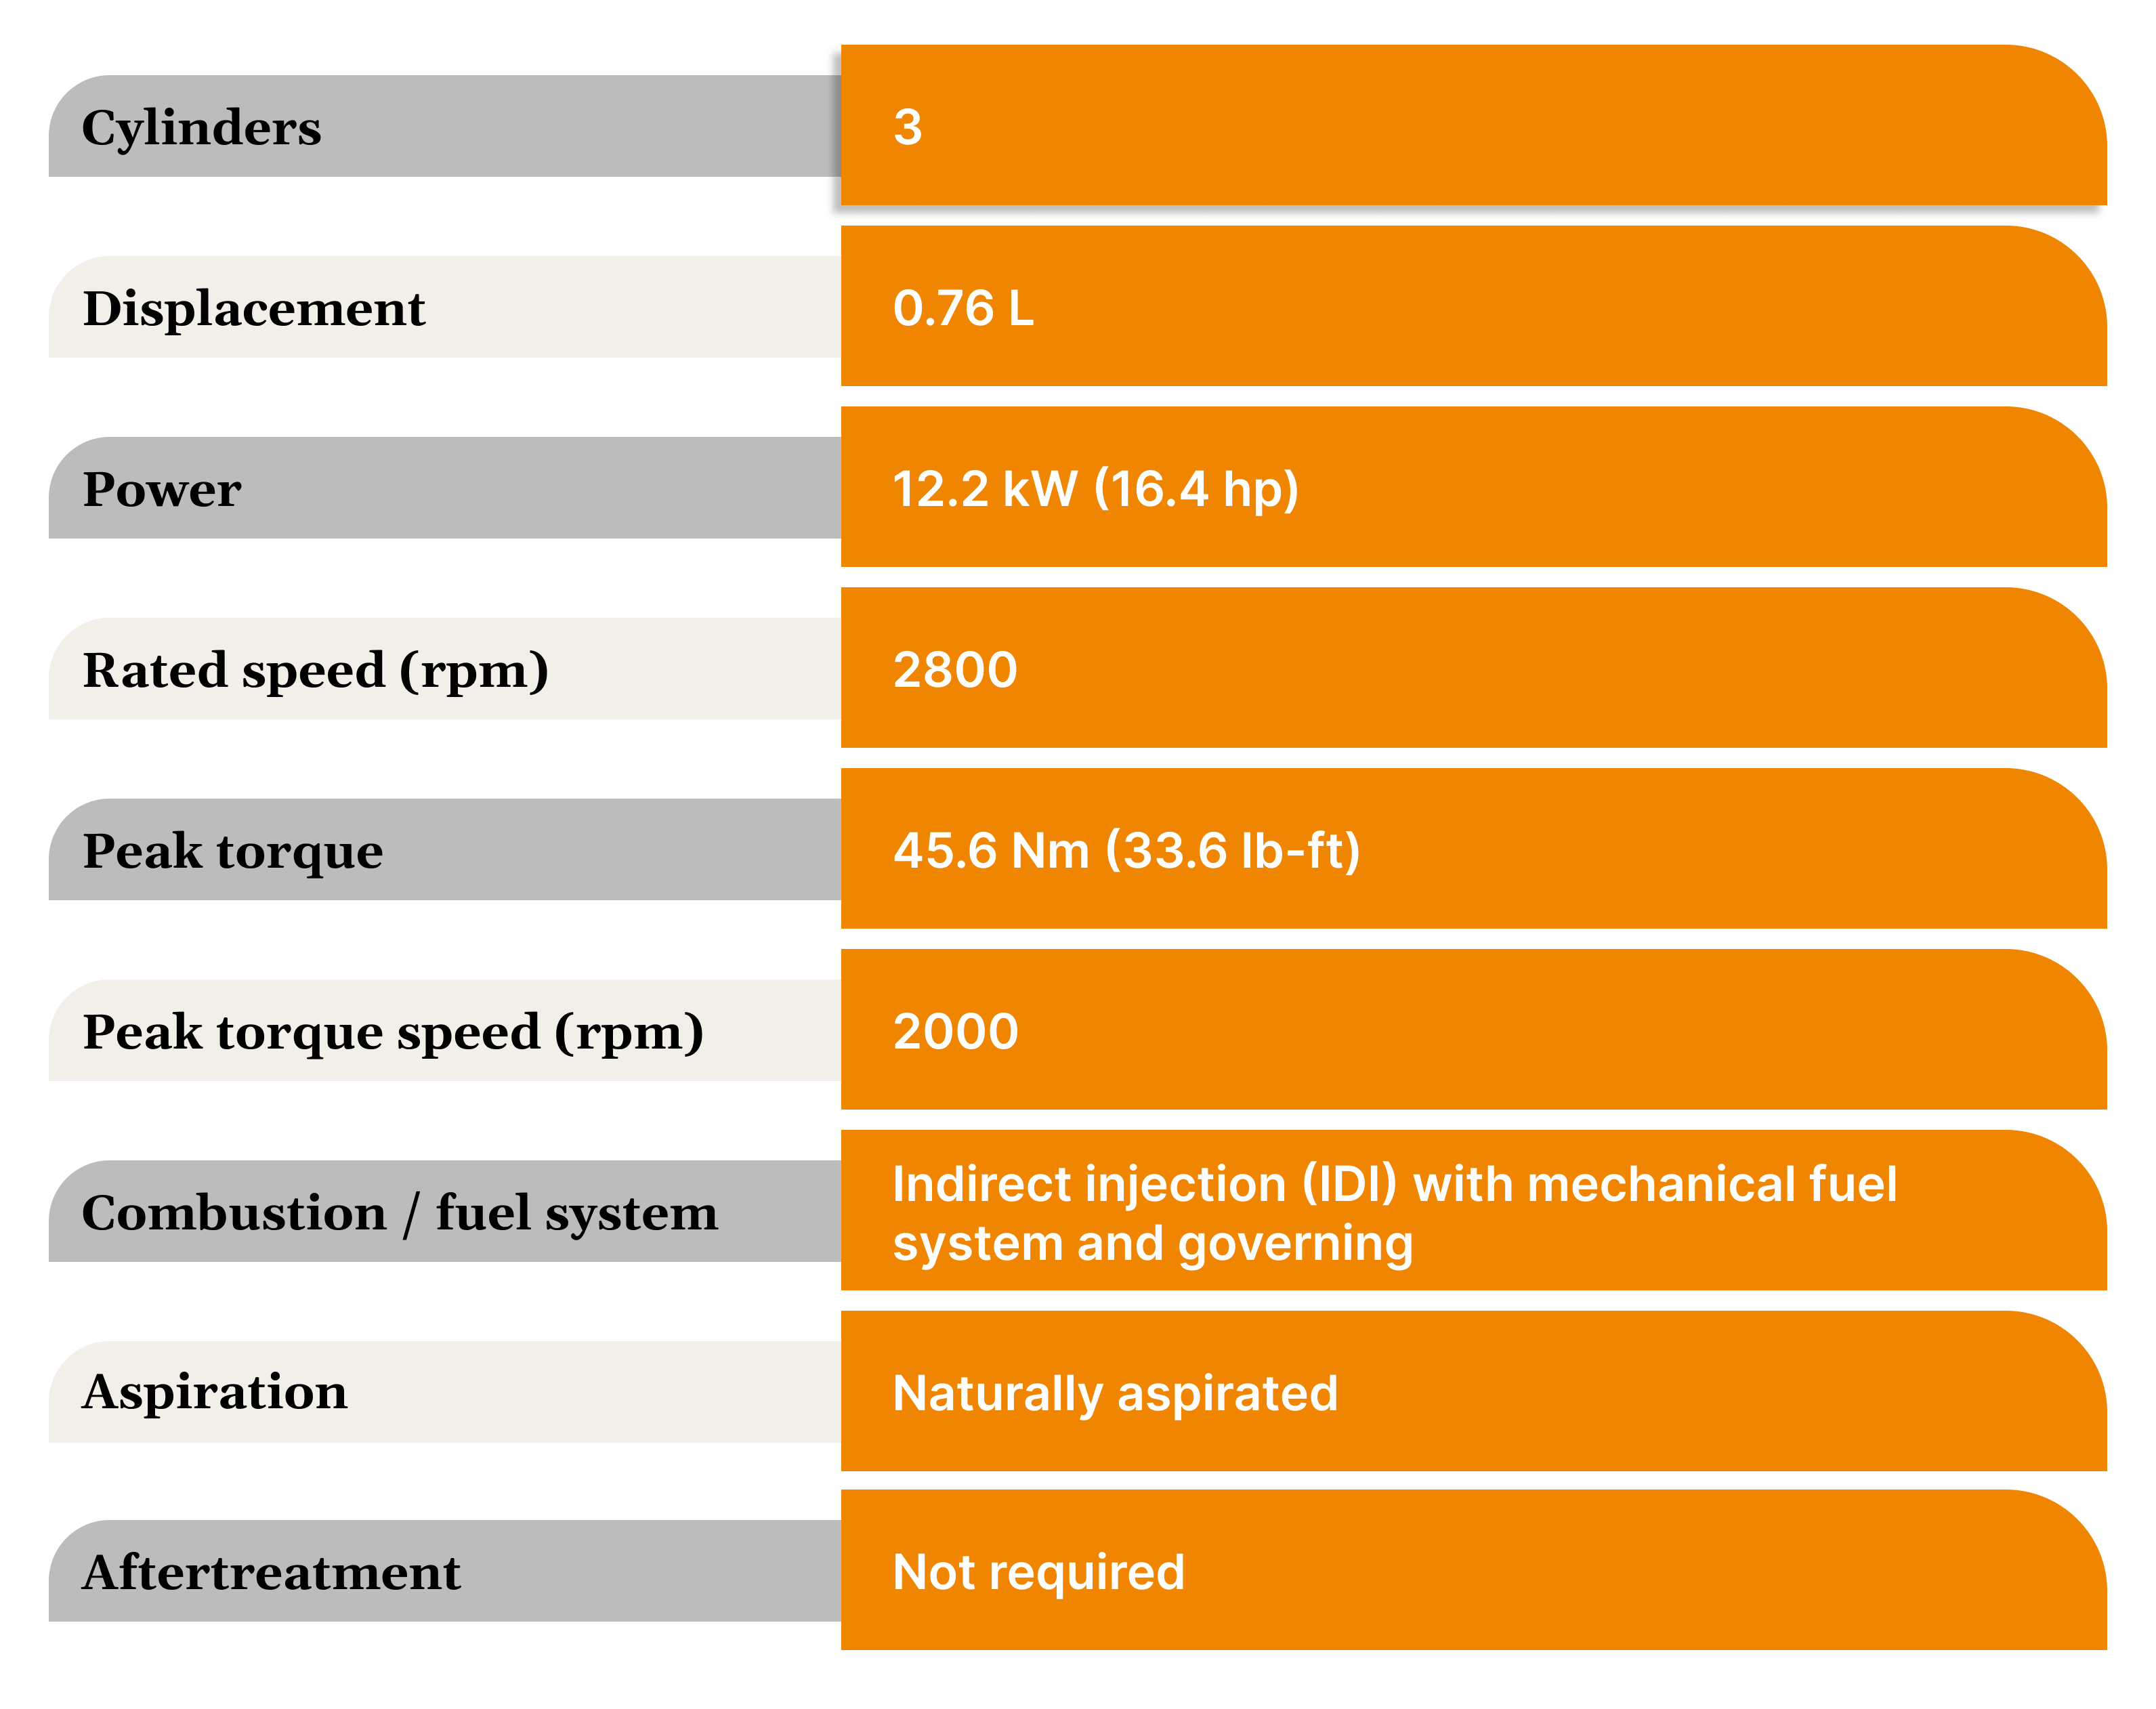 Cylinders
3
Displacement
0.76 L
Power
12.2 kW (16.4 hp)
Rated speed (rpm)
2800
Peak torque
45.6 Nm (33.6 lb-ft)
Peak torque speed (rpm)
2000
Combustion / fuel system
Indirect injection (IDI) with mechanical fuel
system and governing
Aspiration
Naturally aspirated
Aftertreatment
Not required